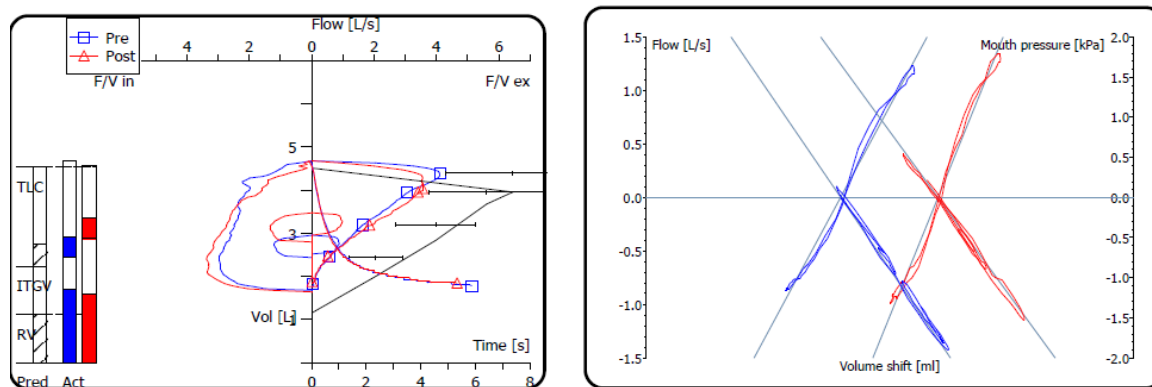 Flow [L/s]
4 2 0 2 4 6 8
Pre
Post
F/V in
F/V ex
5
TLC
3
ITGV
Vol [L]
1
RV
Time [s]
Pred Act
0 2 4 6 8
1.5
Flow [L/s]
Mouth pressure [kPa]
2.0
1.0
1.5
0.5
1.0
0.5
0.0
0.0
-0.5
-0.5
-1.0
-1.0
-1.5
-1.5
Volume shift [ml]
-2.0